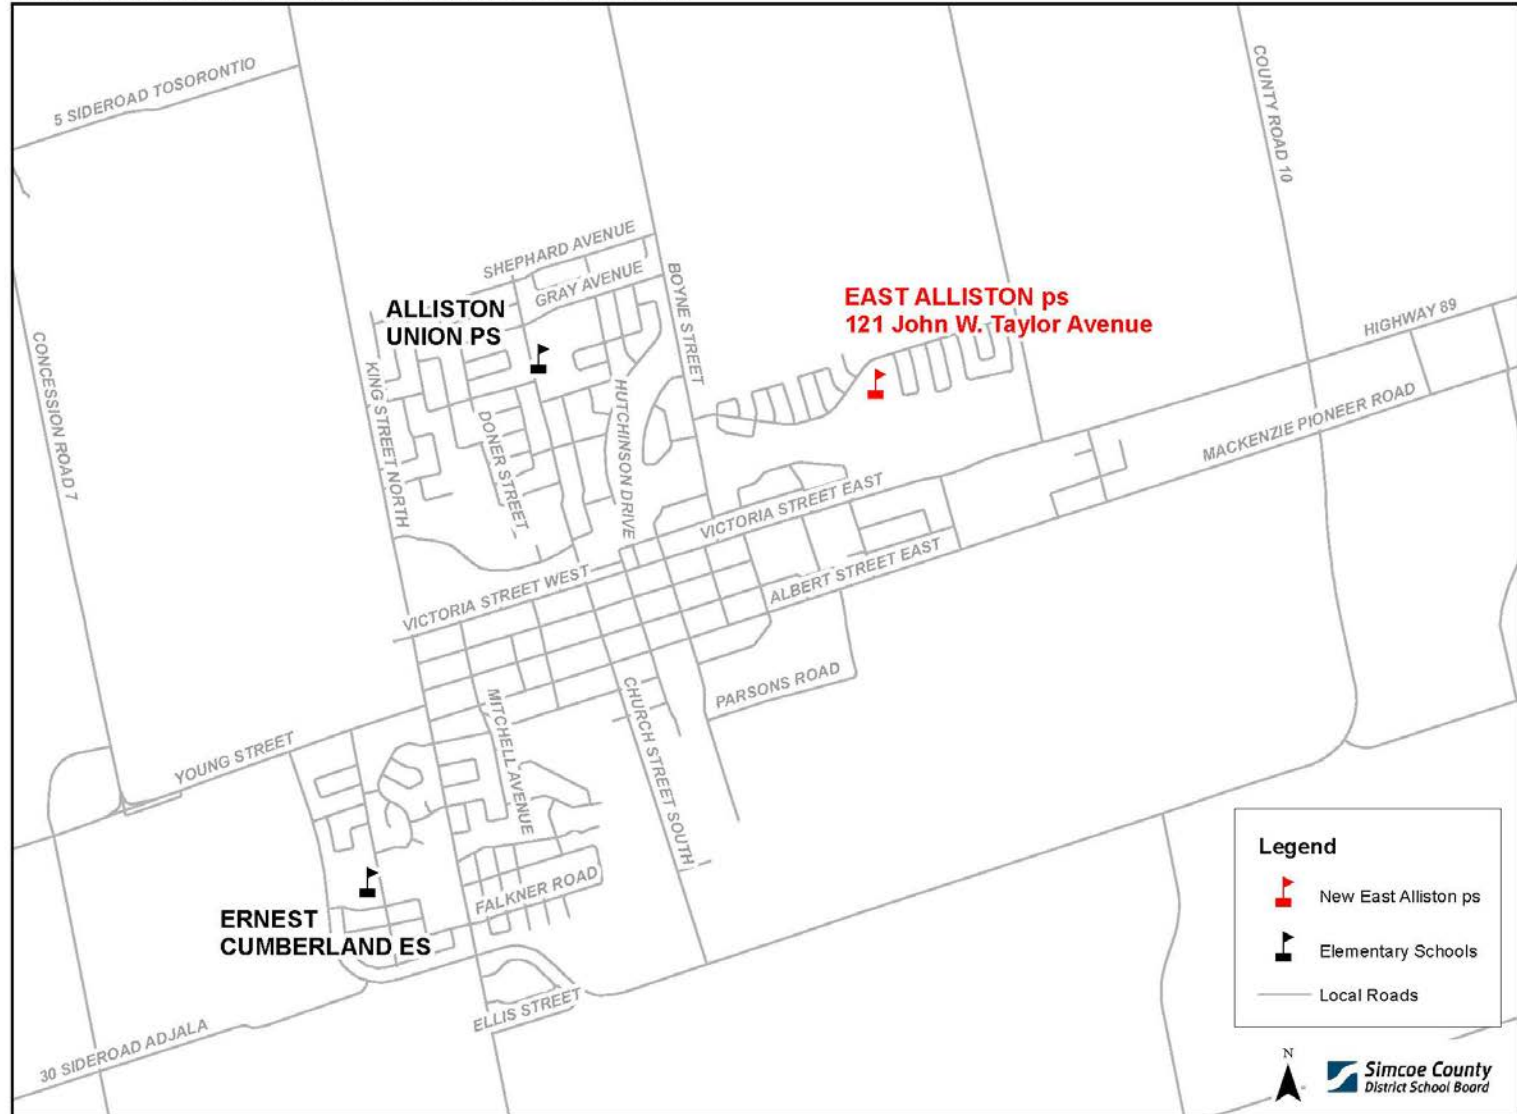 5 SIDEROAD TOSORONTIO
COUNTY ROAD 10
SHEPHARD AVENUE
GRAY AVENUE
BOYNE STREET
ALLISTON
UNION PS
EAST ALLISTON ps
121 John W. Taylor Avenue
HIGHWAY 89
CONCESSION ROAD 7
KING STREET NORTH
DONER STREET
HUTCHINSON DRIVE
MACKENZIE PIONEER ROAD
VICTORIA STREET EAST
VICTORIA STREET WEST
ALBERT STREET EAST
PARSONS ROAD
MITCHELL AVENUE
CHURCH STREET SOUTH
YOUNG STREET
FALKNER ROAD
ERNEST
CUMBERLAND ES
ELLIS STREET
30 SIDEROAD ADJALA
Legend
New East Alliston ps
Elementary Schools
Local Roads
N
Simcoe County
District School Board